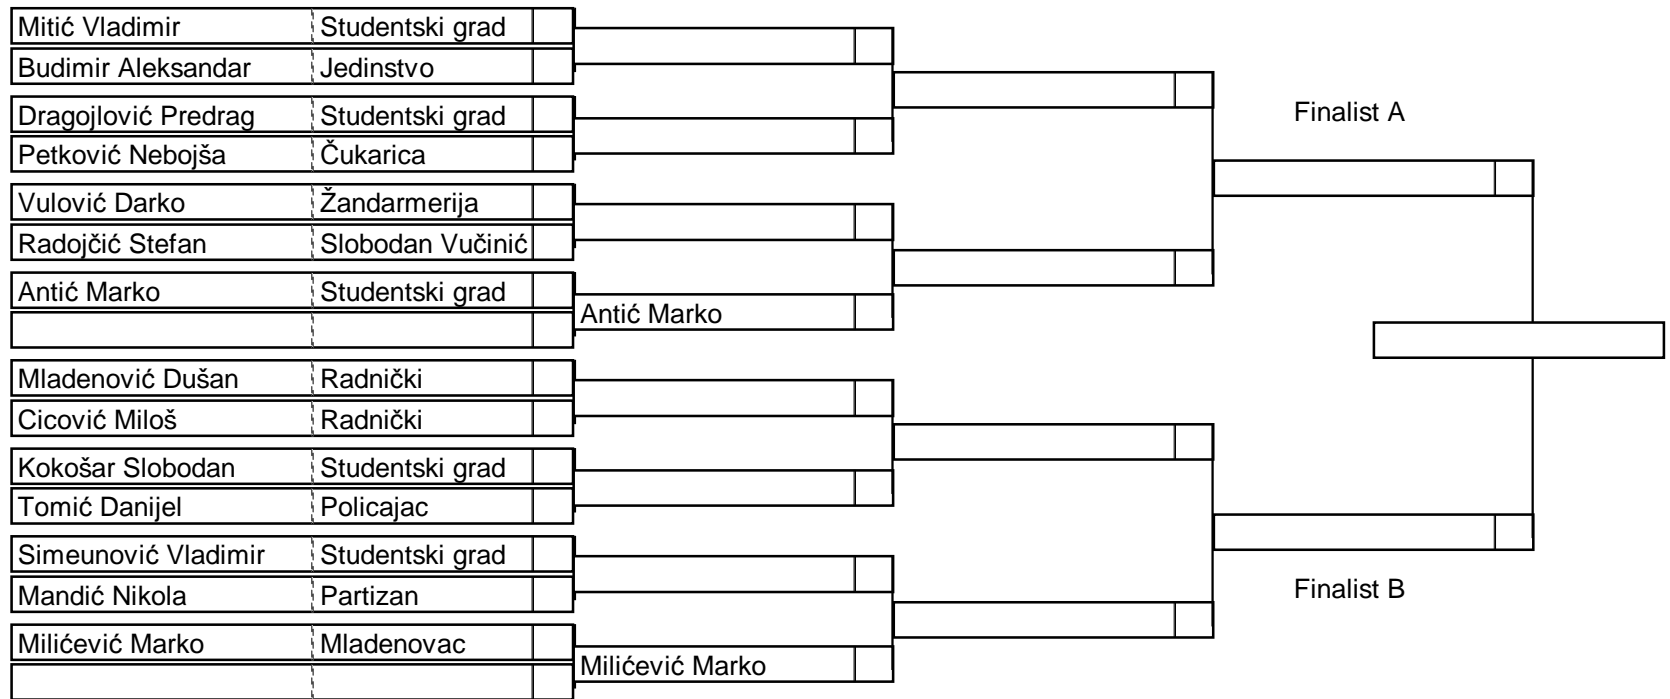 Mitić Vladimir Studentski grad
Budimir Aleksandar Jedinstvo
Dragojlović Predrag Studentski grad
Finalist A
Petković Nebojša Čukarica
Vulović Darko Žandarmerija
Radojčić Stefan Slobodan Vučinić
Antić Marko Studentski grad
Antić Marko
Mladenović Dušan Radnički
Cicović Miloš Radnički
Kokošar Slobodan Studentski grad
Tomić Danijel Policajac
Simeunović Vladimir Studentski grad
Mandić Nikola Partizan
Finalist B
Milićević Marko Mladenovac
Milićević Marko